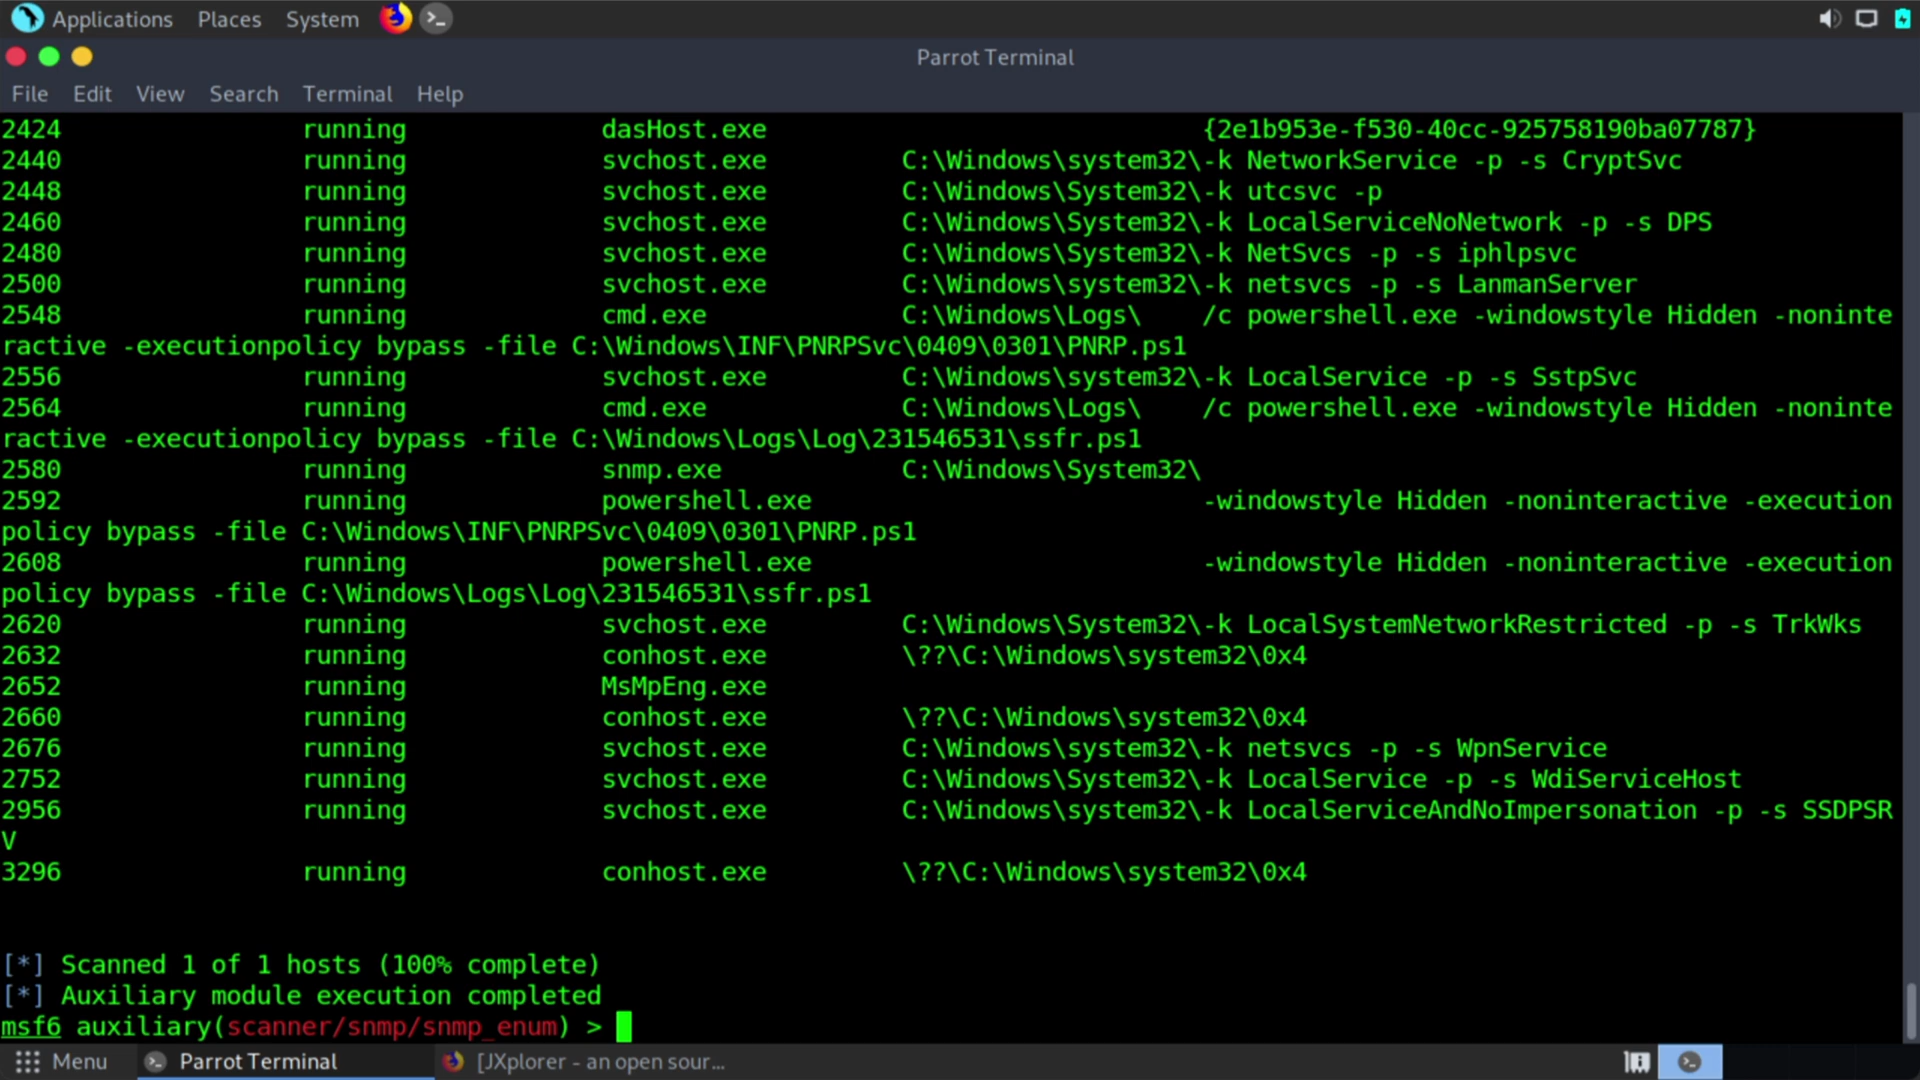 Applications Places System
Parrot Terminal
File Edit View Search Terminal Help
2424 running dasHost.exe {2e1b953e-f530-40cc-925758190ba07787}
2440 running svchost.exe C:\Windows\system32\-k NetworkService -p -s CryptSvc
2448 running svchost.exe C:\Windows\System32\-k utcsvc -p
2460 running svchost.exe C:\Windows\System32\-k LocalServiceNoNetwork -p -s DPS
2480 running svchost.exe C:\Windows\System32\-k NetSvcs -p -s iphlpsvc
2500 running svchost.exe C:\Windows\system32\-k netsvcs -p -s LanmanServer
2548 running cmd.exe C:\Windows\Logs\ /c powershell.exe -windowstyle Hidden -noninte
ractive -executionpolicy bypass -file C:\Windows\INF\PNRPSvc\0409\0301\PNRP.ps1
2556 running svchost.exe C:\Windows\system32\-k LocalService -p -s SstpSvc
2564 running cmd.exe C:\Windows\Logs\ /c powershell.exe -windowstyle Hidden -noninte
ractive -executionpolicy bypass -file C:\Windows\Logs\Log\231546531\ssfr.ps1
2580 running snmp.exe C:\Windows\System32\
2592 running powershell.exe -windowstyle Hidden -noninteractive -execution
policy bypass -file C:\Windows\INF\PNRPSvc\0409\0301\PNRP.ps1
2608 running powershell.exe -windowstyle Hidden -noninteractive -execution
policy bypass -file C:\Windows\Logs\Log\231546531\ssfr.ps1
2620 running svchost.exe C:\Windows\System32\-k LocalSystemNetworkRestricted -p -s TrkWks
2632 running conhost.exe \??\C:\Windows\system32\0x4
2652 running MsMpEng.exe
2660 running conhost.exe \??\C:\Windows\system32\0x4
2676 running svchost.exe C:\Windows\system32\-k netsvcs -p -s WpnService
2752 running svchost.exe C:\Windows\System32\-k LocalService -p -s WdiServiceHost
2956 running svchost.exe C:\Windows\system32\-k LocalServiceAndNoImpersonation -p -s SSDPSR
V
3296 running conhost.exe \??\C:\Windows\system32\0x4
[*] Scanned 1 of 1 hosts (100% complete)
[*] Auxiliary module execution completed
msf6 auxiliary(scanner/snmp/snmp_enum) >
Menu Parrot Terminal [JXplorer - an open sour...